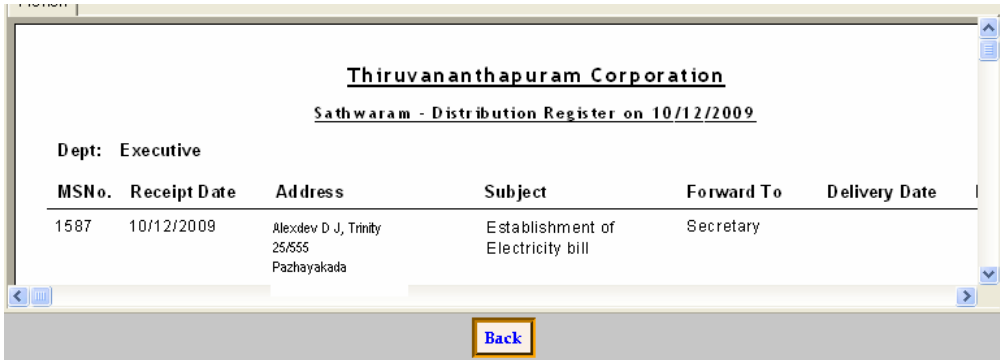 Thiruvananthapuram Corporation
Sathwaram - Distribution Register on 10/12/2009
Dept: Executive
MSNo. Receipt Date Address Subject Forward To Delivery Date
1587 10/12/2009 Alexdev D J, Trinity Establishment of Secretary
25/555 Electricity bill
Pazhayakada
Back